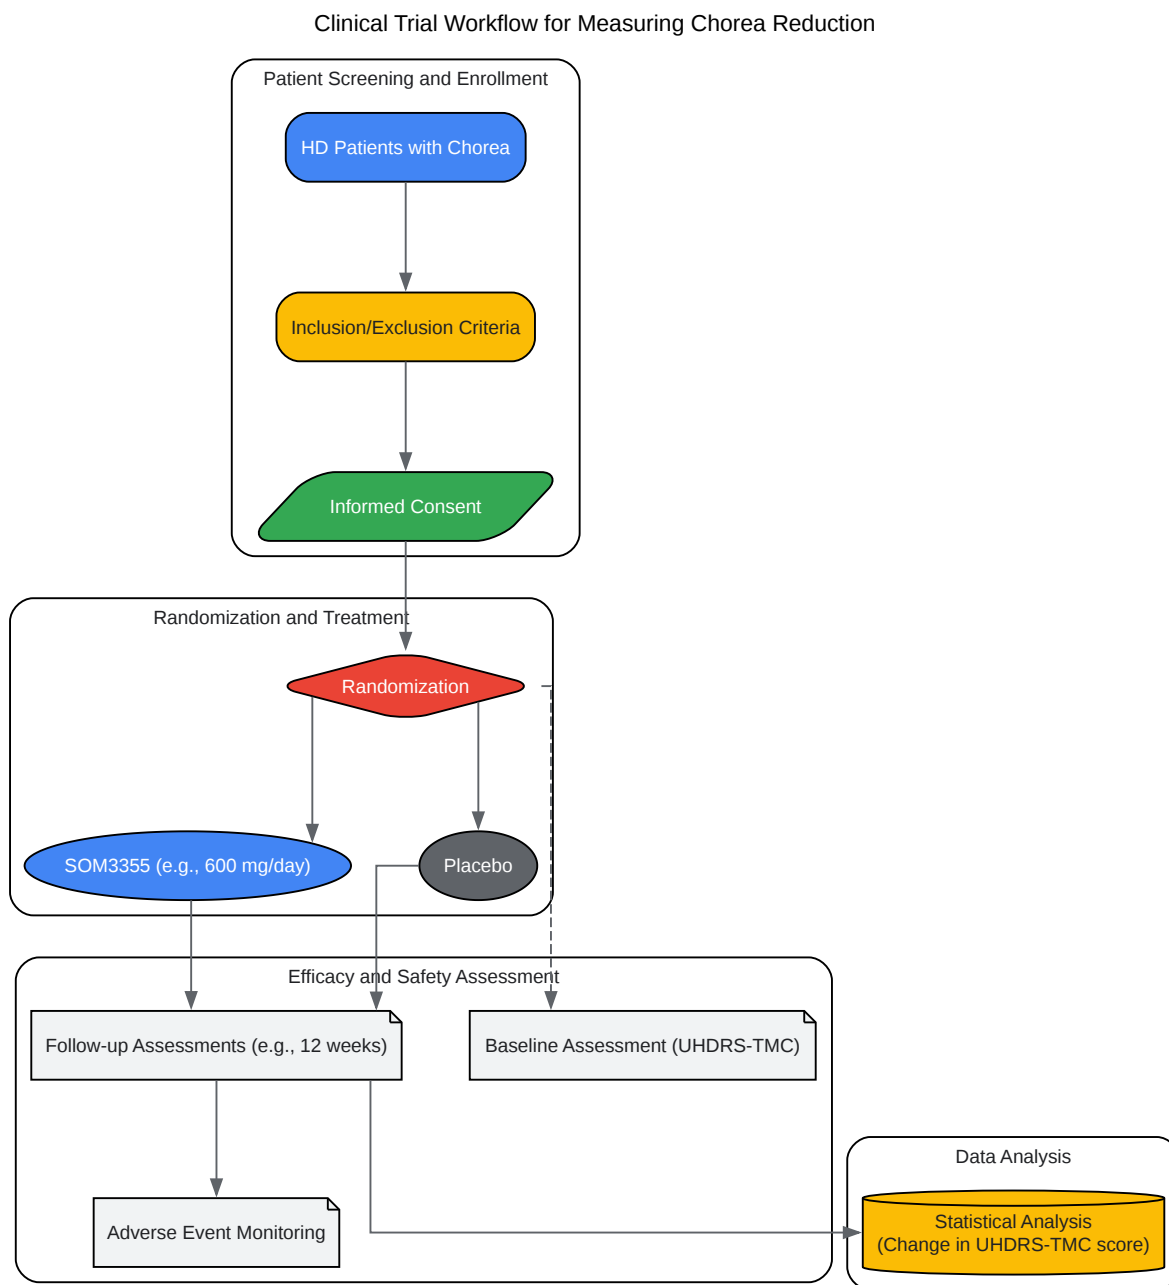 Clinical Trial Workflow for Measuring Chorea Reduction
Patient Screening and Enrollment
HD Patients with Chorea
Inclusion/Exclusion Criteria
Informed Consent
Randomization and Treatment
Randomization
SOM3355 (e.g., 600 mg/day)
Placebo
Efficacy and Safety Assessment
Follow-up Assessments (e.g., 12 weeks)
Baseline Assessment (UHDRS-TMC)
Adverse Event Monitoring
Data Analysis
Statistical Analysis
(Change in UHDRS-TMC score)